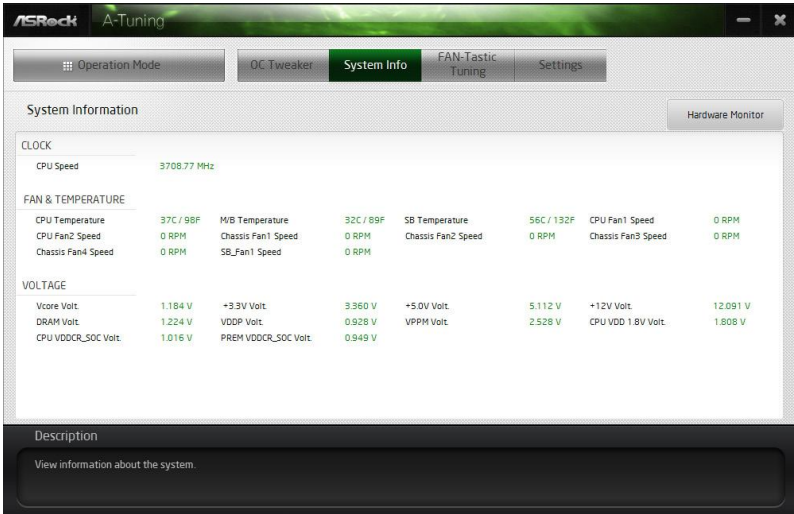 ASRock A-Tuning
Operation Mode OC Tweaker System Info FAN-Tastic Tuning Settings
System Information Hardware Monitor
CLOCK
CPU Speed 3708.77 MHz
FAN & TEMPERATURE
CPU Temperature 37C / 98F M/B Temperature 32C / 89F SB Temperature 56C / 132F CPU Fan1 Speed 0 RPM
CPU Fan2 Speed 0 RPM Chassis Fan1 Speed 0 RPM Chassis Fan2 Speed 0 RPM Chassis Fan3 Speed 0 RPM
Chassis Fan4 Speed 0 RPM SB_Fan1 Speed 0 RPM
VOLTAGE
Vcore Volt. 1.184 V +3.3V Volt. 3.360 V +5.0V Volt. 5.112 V +12V Volt. 12.091 V
DRAM Volt. 1.224 V VDDP Volt. 0.928 V VPPM Volt. 2.528 V CPU VDD 1.8V Volt. 1.808 V
CPU VDDCR_SOC Volt. 1.016 V PREM VDDCR_SOC Volt. 0.949 V
Description
View information about the system.